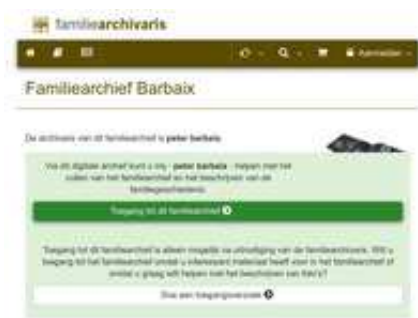 familiearchivaris
Aanmelden
Familiearchief Barbaix
De archivaris van dit familiearchief is peter barbaix
Via dit digitale archief kunt u mij - peter barbaix - helpen met het
vullen van het familiearchief en het beschrijven van de
familiegeschiedenis.
Toegang tot dit familiearchief
Toegang tot dit familiearchief is alleen mogelijk via uitnodiging van de familiearchivaris. Wilt u
toegang tot het familiearchief omdat u interessant materiaal heeft voor in het familiearchief of
omdat u graag wilt helpen met het beschrijven van foto's?
Doe een toegangsverzoek